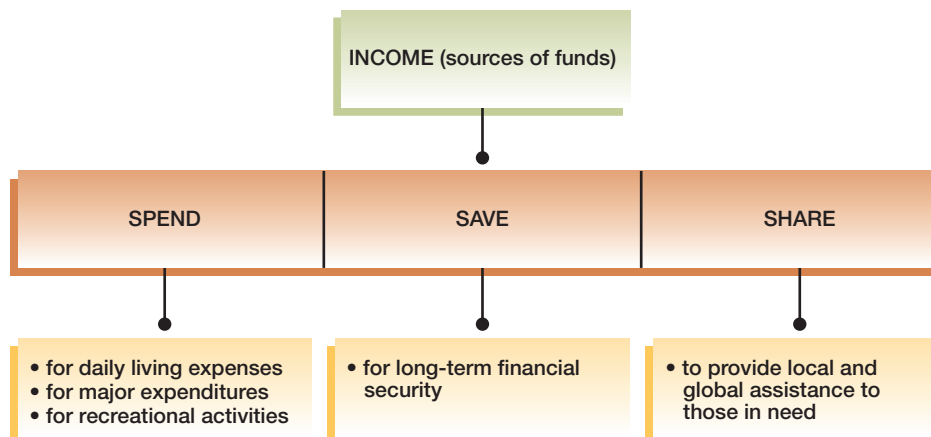 INCOME (sources of funds)
SPEND
SAVE
SHARE
• for daily living expenses
• for major expenditures
• for recreational activities
• for long-term financial
security
• to provide local and
global assistance to
those in need